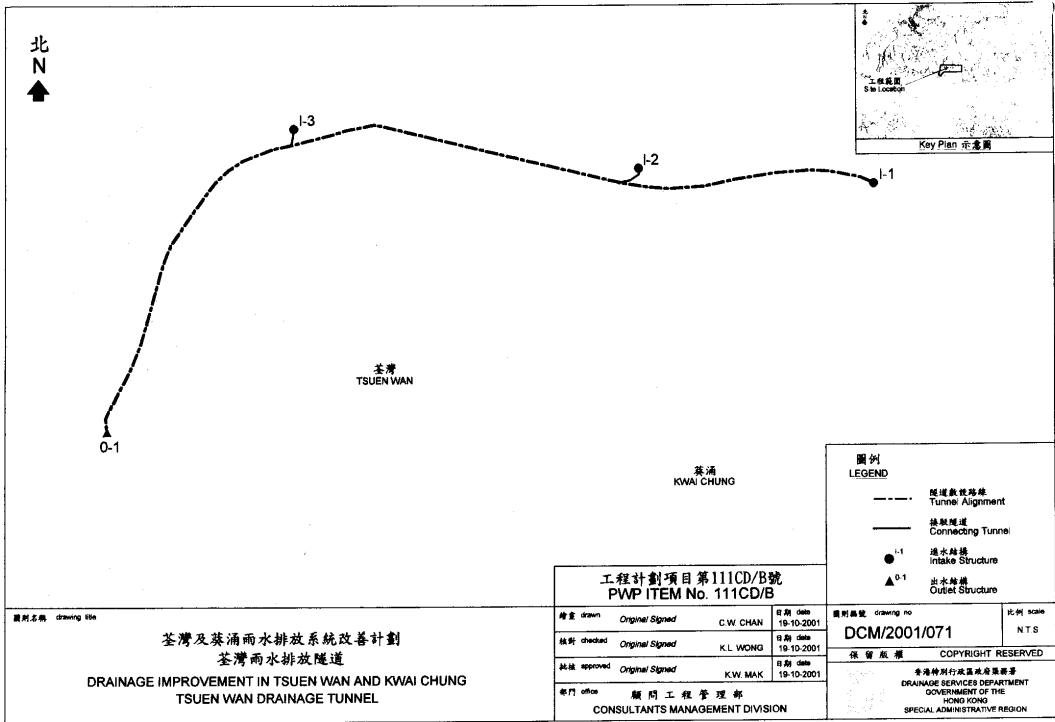 北
N
I-3
I-2
I-1
荃灣
TSUEN WAN
葵涌
KWAI CHUNG
O-1
北
工程範圍
Site Location
Key Plan 示意圖
圖例
LEGEND
隧道敷設路線
Tunnel Alignment
接駁隧道
Connecting Tunnel
I-1
進水結構
Intake Structure
O-1
出水結構
Outlet Structure
工程計劃項目第111CD/B號
PWP ITEM No. 111CD/B
圖則名稱 drawing title
荃灣及葵涌雨水排放系統改善計劃
荃灣雨水排放隧道
DRAINAGE IMPROVEMENT IN TSUEN WAN AND KWAI CHUNG
TSUEN WAN DRAINAGE TUNNEL
繪畫 drawn Original Signed C.W. CHAN 日期 date 19-10-2001
核對 checked Original Signed K.L WONG 日期 date 19-10-2001
批核 approved Original Signed K.W. MAK 日期 date 19-10-2001
部門 office
顧問工程管理部
CONSULTANTS MANAGEMENT DIVISION
圖則編號 drawing no
DCM/2001/071
比例 scale
N T S
保留版權 COPYRIGHT RESERVED
香港特別行政區政府渠務署
DRAINAGE SERVICES DEPARTMENT
GOVERNMENT OF THE
HONG KONG
SPECIAL ADMINISTRATIVE REGION